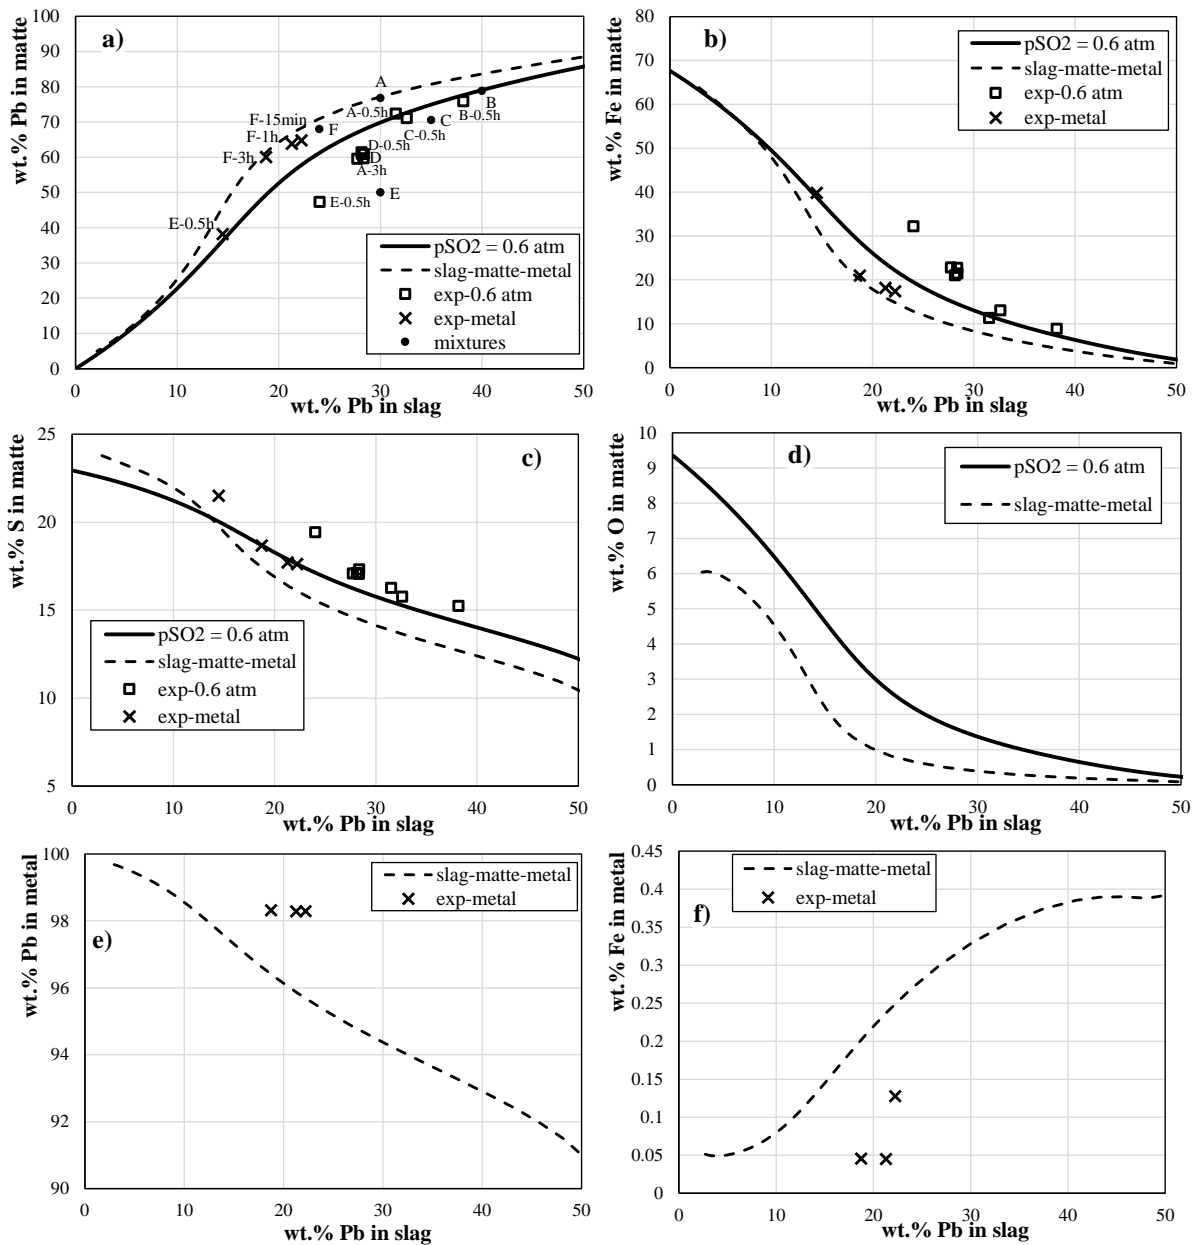 a)
wt.% Pb in matte
100
90
80
70
60
50
40
30
20
10
0
A
A-0.5h
B
B-0.5h
F-15min
F
C
C-0.5h
F-1h
D-0.5h
F-3h
D
A-3h
E
E-0.5h
E-0.5h
pSO2 = 0.6 atm
slag-matte-metal
exp-0.6 atm
exp-metal
mixtures
0 10 20 30 40 50
wt.% Pb in slag
b)
wt.% Fe in matte
80
70
60
50
40
30
20
10
0
pSO2 = 0.6 atm
slag-matte-metal
exp-0.6 atm
exp-metal
0 10 20 30 40 50
wt.% Pb in slag
c)
wt.% S in matte
25
20
15
10
5
pSO2 = 0.6 atm
slag-matte-metal
exp-0.6 atm
exp-metal
0 10 20 30 40 50
wt.% Pb in slag
d)
wt.% O in matte
10
9
8
7
6
5
4
3
2
1
0
pSO2 = 0.6 atm
slag-matte-metal
0 10 20 30 40 50
wt.% Pb in slag
e)
wt.% Pb in metal
100
98
96
94
92
90
slag-matte-metal
exp-metal
0 10 20 30 40 50
wt.% Pb in slag
f)
wt.% Fe in metal
0.45
0.4
0.35
0.3
0.25
0.2
0.15
0.1
0.05
0
slag-matte-metal
exp-metal
0 10 20 30 40 50
wt.% Pb in slag